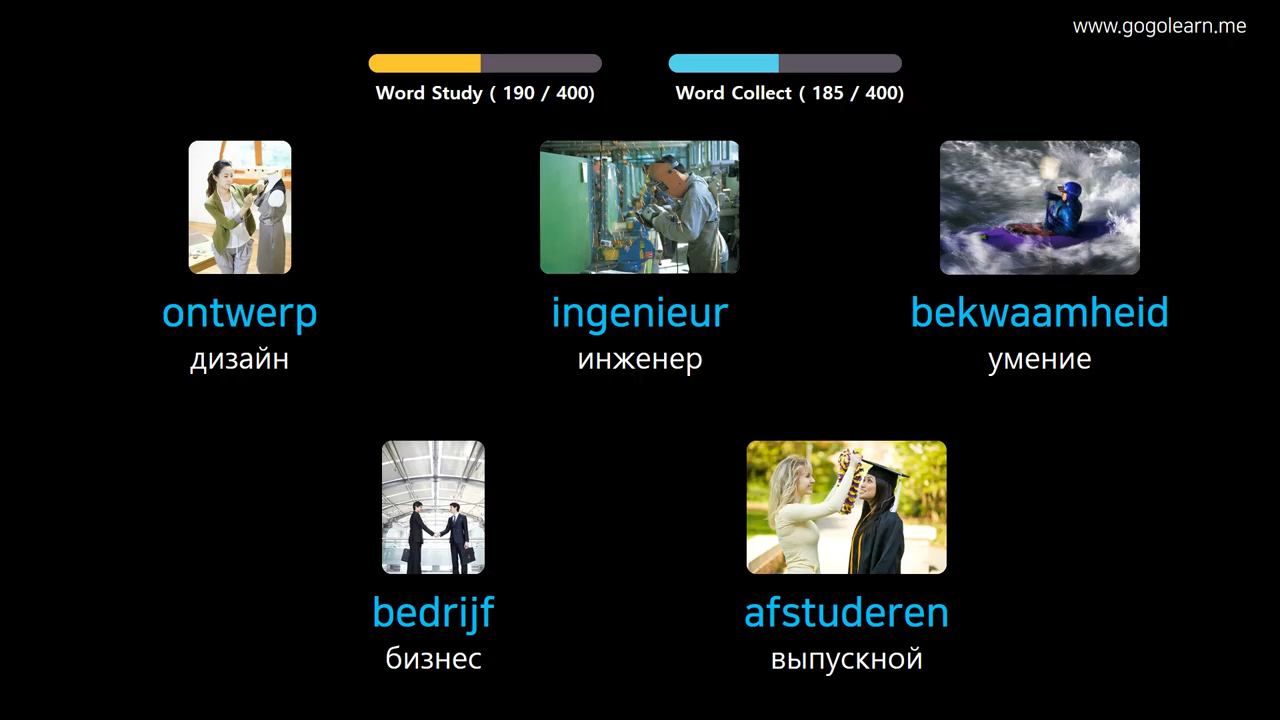 www.gogolearn.me
Word Study ( 190 / 400)
Word Collect ( 185 / 400)
ontwerp
дизайн
ingenieur
инженер
bekwaamheid
умение
bedrijf
бизнес
afstuderen
выпускной